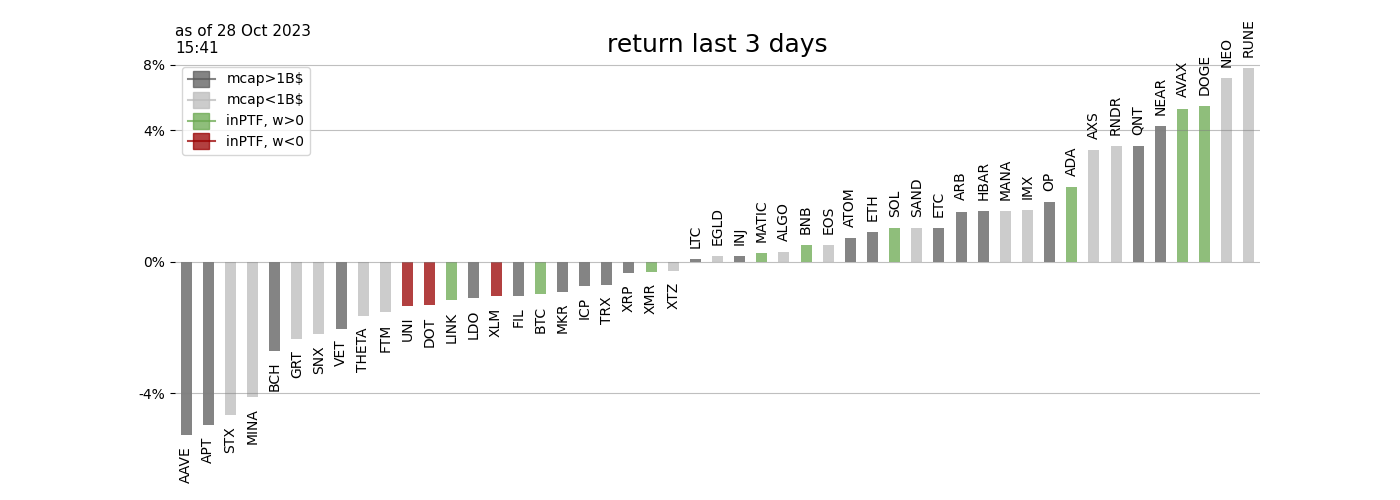 as of 28 Oct 2023
15:41
return last 3 days
8%
4%
0%
-4%
mcap>1B$
mcap<1B$
inPTF, w>0
inPTF, w<0
AAVE
APT
STX
MINA
BCH
GRT
SNX
VET
THETA
FTM
UNI
DOT
LINK
LDO
XLM
FIL
BTC
MKR
ICP
TRX
XRP
XMR
XTZ
LTC
EGLD
INJ
MATIC
ALGO
BNB
EOS
ATOM
ETH
SOL
SAND
ETC
ARB
HBAR
MANA
IMX
OP
ADA
AXS
RNDR
QNT
NEAR
AVAX
DOGE
NEO
RUNE